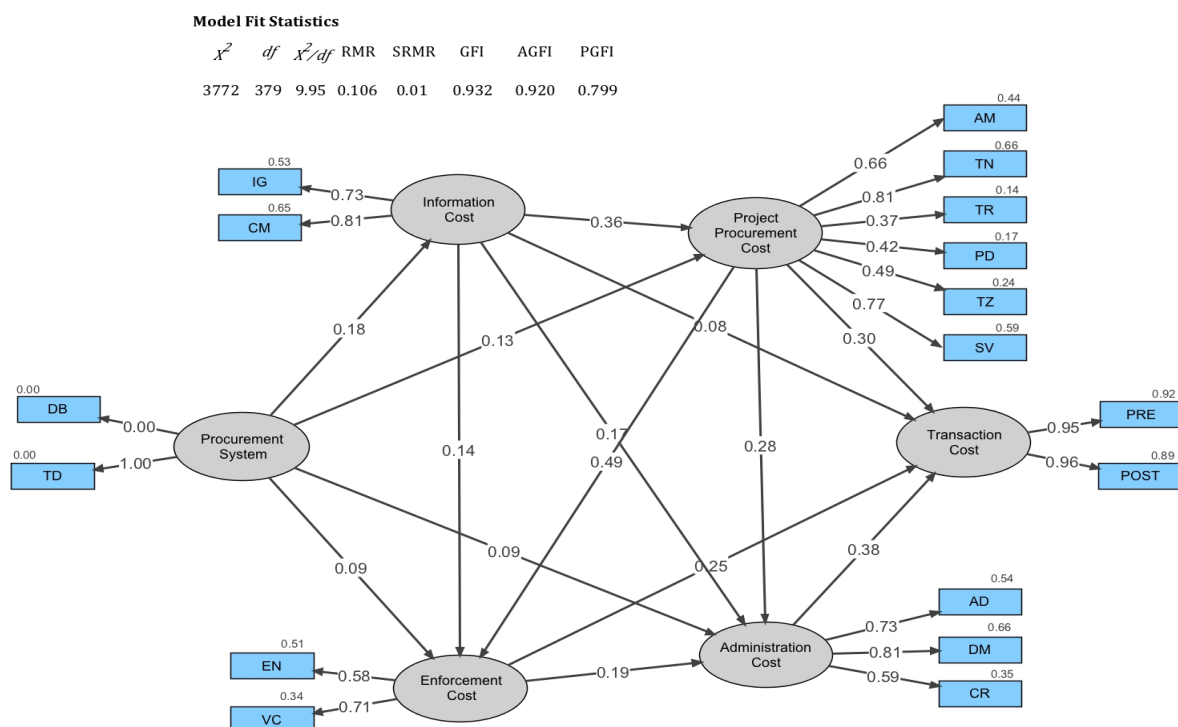 Model Fit Statistics
X² df X²/df RMR SRMR GFI AGFI PGFI
3772 379 9.95 0.106 0.01 0.932 0.920 0.799
0.44
AM
0.66
TN
0.14
TR
0.17
PD
0.24
TZ
0.59
SV
0.66
0.81
0.37
0.42
0.49
0.77
0.53
IG
0.65
CM
0.73
0.81
Information
Cost
0.36
Project
Procurement
Cost
0.18
0.13
0.08
0.30
0.00
DB
0.00
TD
0.00
1.00
Procurement
System
0.14
0.17
0.49
0.28
Transaction
Cost
0.95
0.96
0.92
PRE
0.89
POST
0.09
0.09
0.25
0.38
0.51
EN
0.34
VC
0.58
0.71
Enforcement
Cost
0.19
Administration
Cost
0.73
0.81
0.59
0.54
AD
0.66
DM
0.35
CR